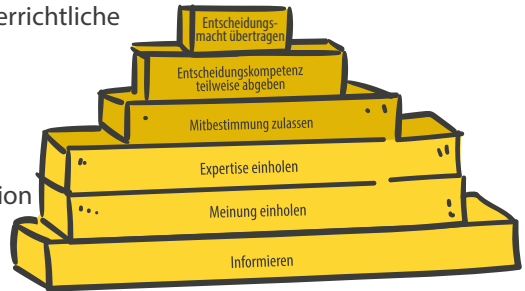 errichtliche
Entscheidungs-
macht übertragen
Entscheidungskompetenz
teilweise abgeben
Mitbestimmung zulassen
Expertise einholen
ion
Meinung einholen
Informieren